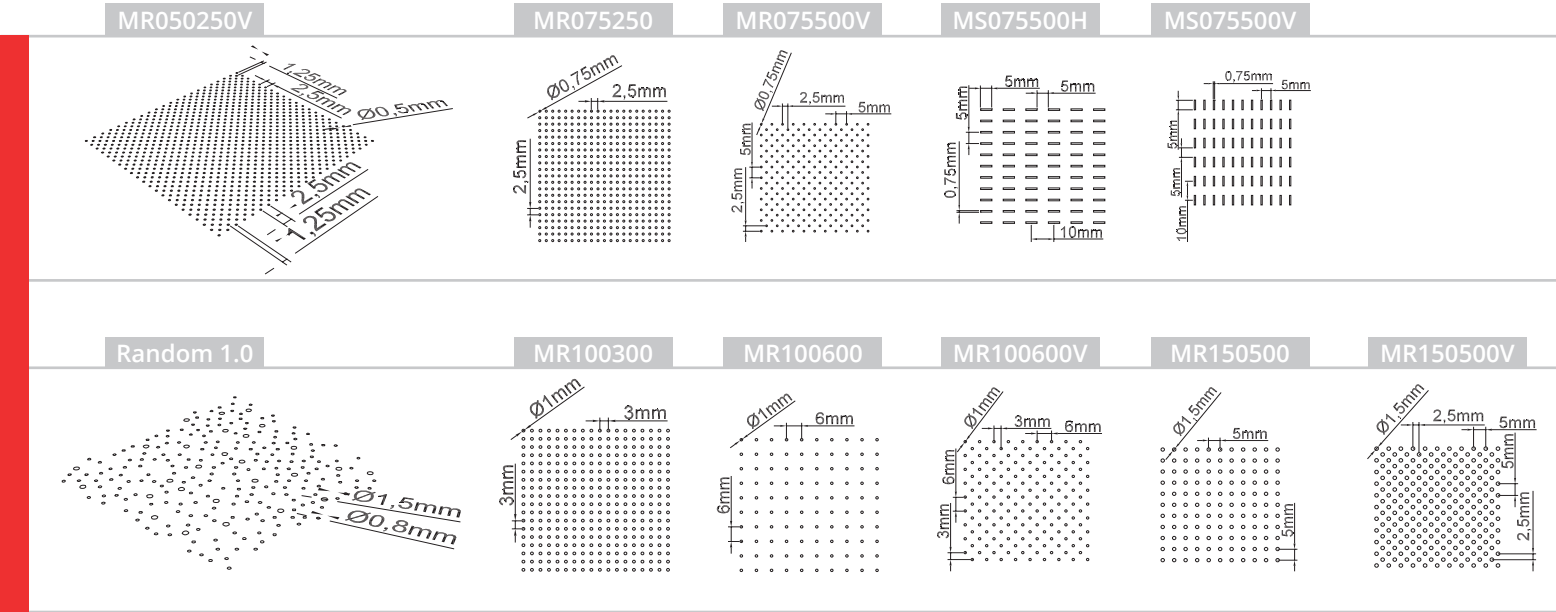 MR050250V
MR075250
MR075500V
MS075500H
MS075500V
1,25mm
2,5mm
Ø0,5mm
2,5mm
1,25mm
Ø0,75mm
2,5mm
2,5mm
Ø0,75mm
2,5mm
5mm
5mm
2,5mm
5mm
5mm
5mm
0,75mm
10mm
0,75mm
5mm
5mm
5mm
10mm
Random 1.0
MR100300
MR100600
MR100600V
MR150500
MR150500V
Ø1,5mm
Ø0,8mm
Ø1mm
3mm
3mm
Ø1mm
6mm
6mm
Ø1mm
3mm
6mm
6mm
3mm
Ø1,5mm
5mm
5mm
Ø1,5mm
2,5mm
5mm
5mm
2,5mm